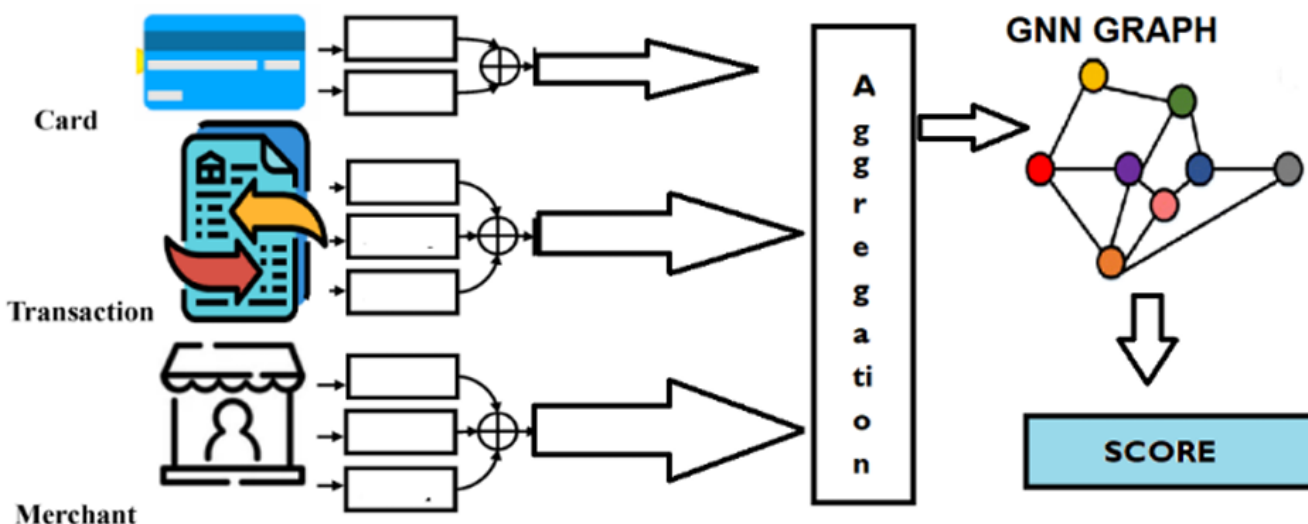 Card
Transaction
Merchant
A
g
g
r
e
g
a
ti
o
n
GNN GRAPH
SCORE